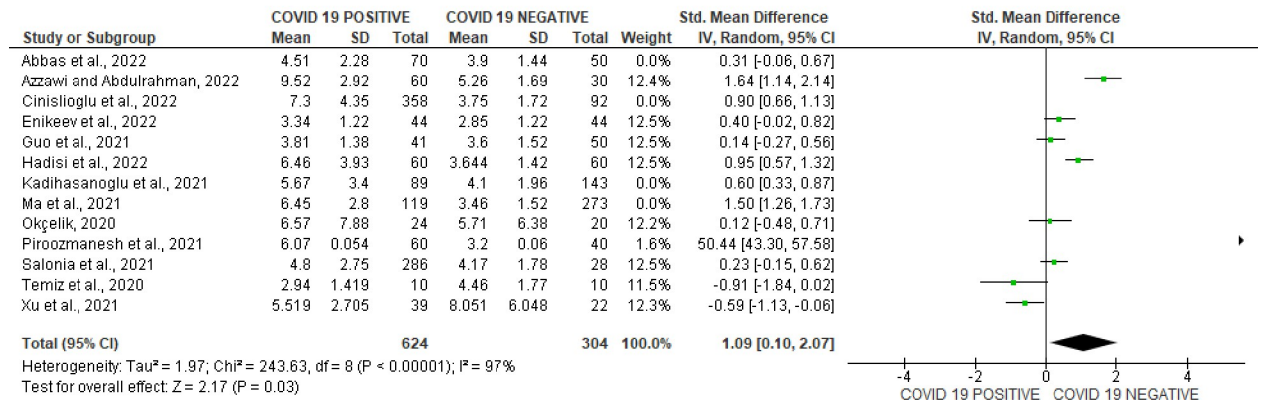 COVID 19 POSITIVE COVID 19 NEGATIVE Std. Mean Difference Std. Mean Difference
Study or Subgroup Mean SD Total Mean SD Total Weight IV, Random, 95% CI IV, Random, 95% CI
Abbas et al., 2022 4.51 2.28 70 3.9 1.44 50 0.0% 0.31 [-0.06, 0.67]
Azzawi and Abdulrahman, 2022 9.52 2.92 60 5.26 1.69 30 12.4% 1.64 [1.14, 2.14]
Cinislioglu et al., 2022 7.3 4.35 358 3.75 1.72 92 0.0% 0.90 [0.66, 1.13]
Enikeev et al., 2022 3.34 1.22 44 2.85 1.22 44 12.5% 0.40 [-0.02, 0.82]
Guo et al., 2021 3.81 1.38 41 3.6 1.52 50 12.5% 0.14 [-0.27, 0.56]
Hadisi et al., 2022 6.46 3.93 60 3.644 1.42 60 12.5% 0.95 [0.57, 1.32]
Kadihasanoglu et al., 2021 5.67 3.4 89 4.1 1.96 143 0.0% 0.60 [0.33, 0.87]
Ma et al., 2021 6.45 2.8 119 3.46 1.52 273 0.0% 1.50 [1.26, 1.73]
Okçelik, 2020 6.57 7.88 24 5.71 6.38 20 12.2% 0.12 [-0.48, 0.71]
Piroozmanesh et al., 2021 6.07 0.054 60 3.2 0.06 40 1.6% 50.44 [43.30, 57.58]
Salonia et al., 2021 4.8 2.75 286 4.17 1.78 28 12.5% 0.23 [-0.15, 0.62]
Temiz et al., 2020 2.94 1.419 10 4.46 1.77 10 11.5% -0.91 [-1.84, 0.02]
Xu et al., 2021 5.519 2.705 39 8.051 6.048 22 12.3% -0.59 [-1.13, -0.06]
Total (95% CI) 624 304 100.0% 1.09 [0.10, 2.07]
Heterogeneity: Tau² = 1.97; Chi² = 243.63, df = 8 (P < 0.00001); I² = 97%
Test for overall effect: Z = 2.17 (P = 0.03)
-4 -2 0 2 4
COVID 19 POSITIVE COVID 19 NEGATIVE